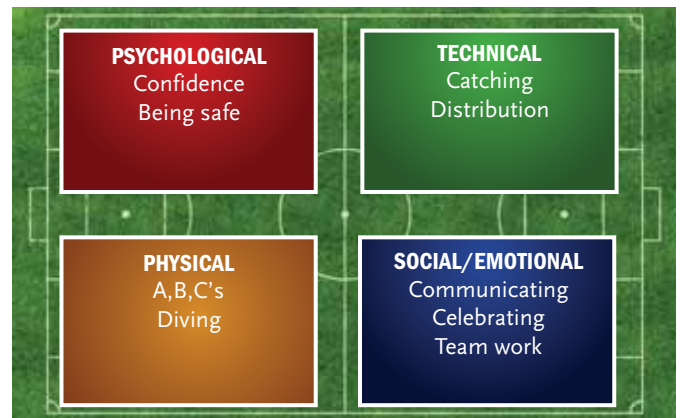 PSYCHOLOGICAL
Confidence
Being safe
TECHNICAL
Catching
Distribution
PHYSICAL
A,B,C's
Diving
SOCIAL/EMOTIONAL
Communicating
Celebrating
Team work